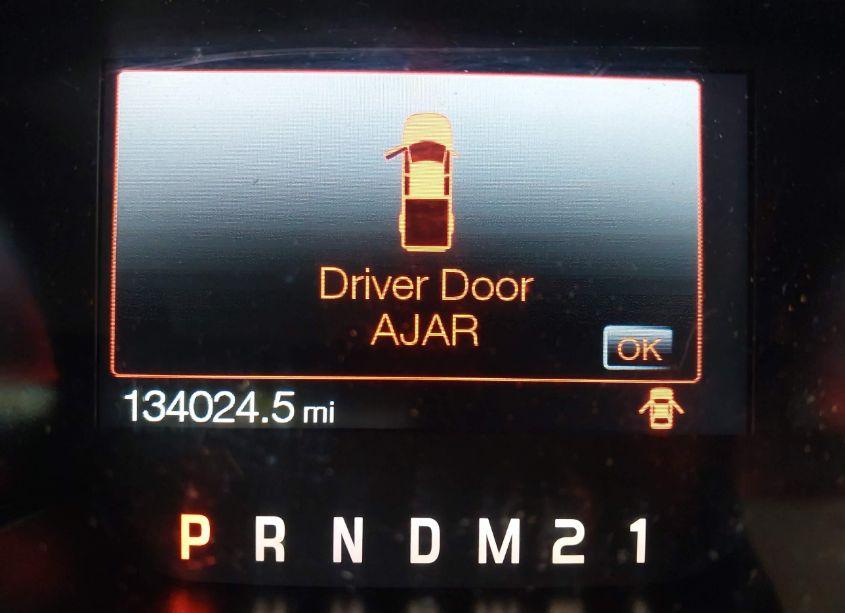 Driver Door
AJAR
OK
134024.5 mi
P R N D M 2 1